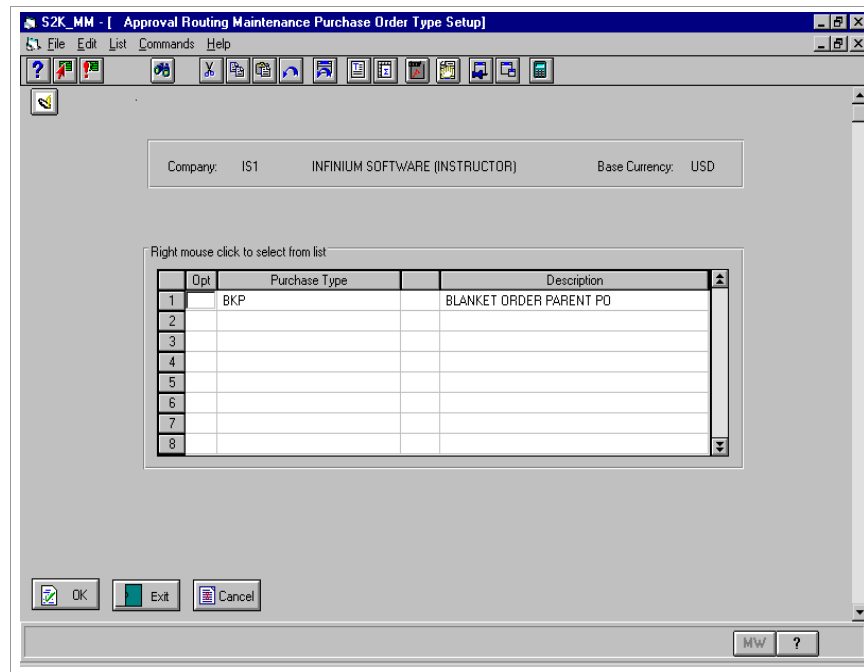 S2K_MM - [ Approval Routing Maintenance Purchase Order Type Setup]
File Edit List Commands Help
Company: IS1 INFINIUM SOFTWARE (INSTRUCTOR) Base Currency: USD
Right mouse click to select from list
Opt Purchase Type Description
1 BKP BLANKET ORDER PARENT PO
2
3
4
5
6
7
8
OK Exit Cancel
MW ?